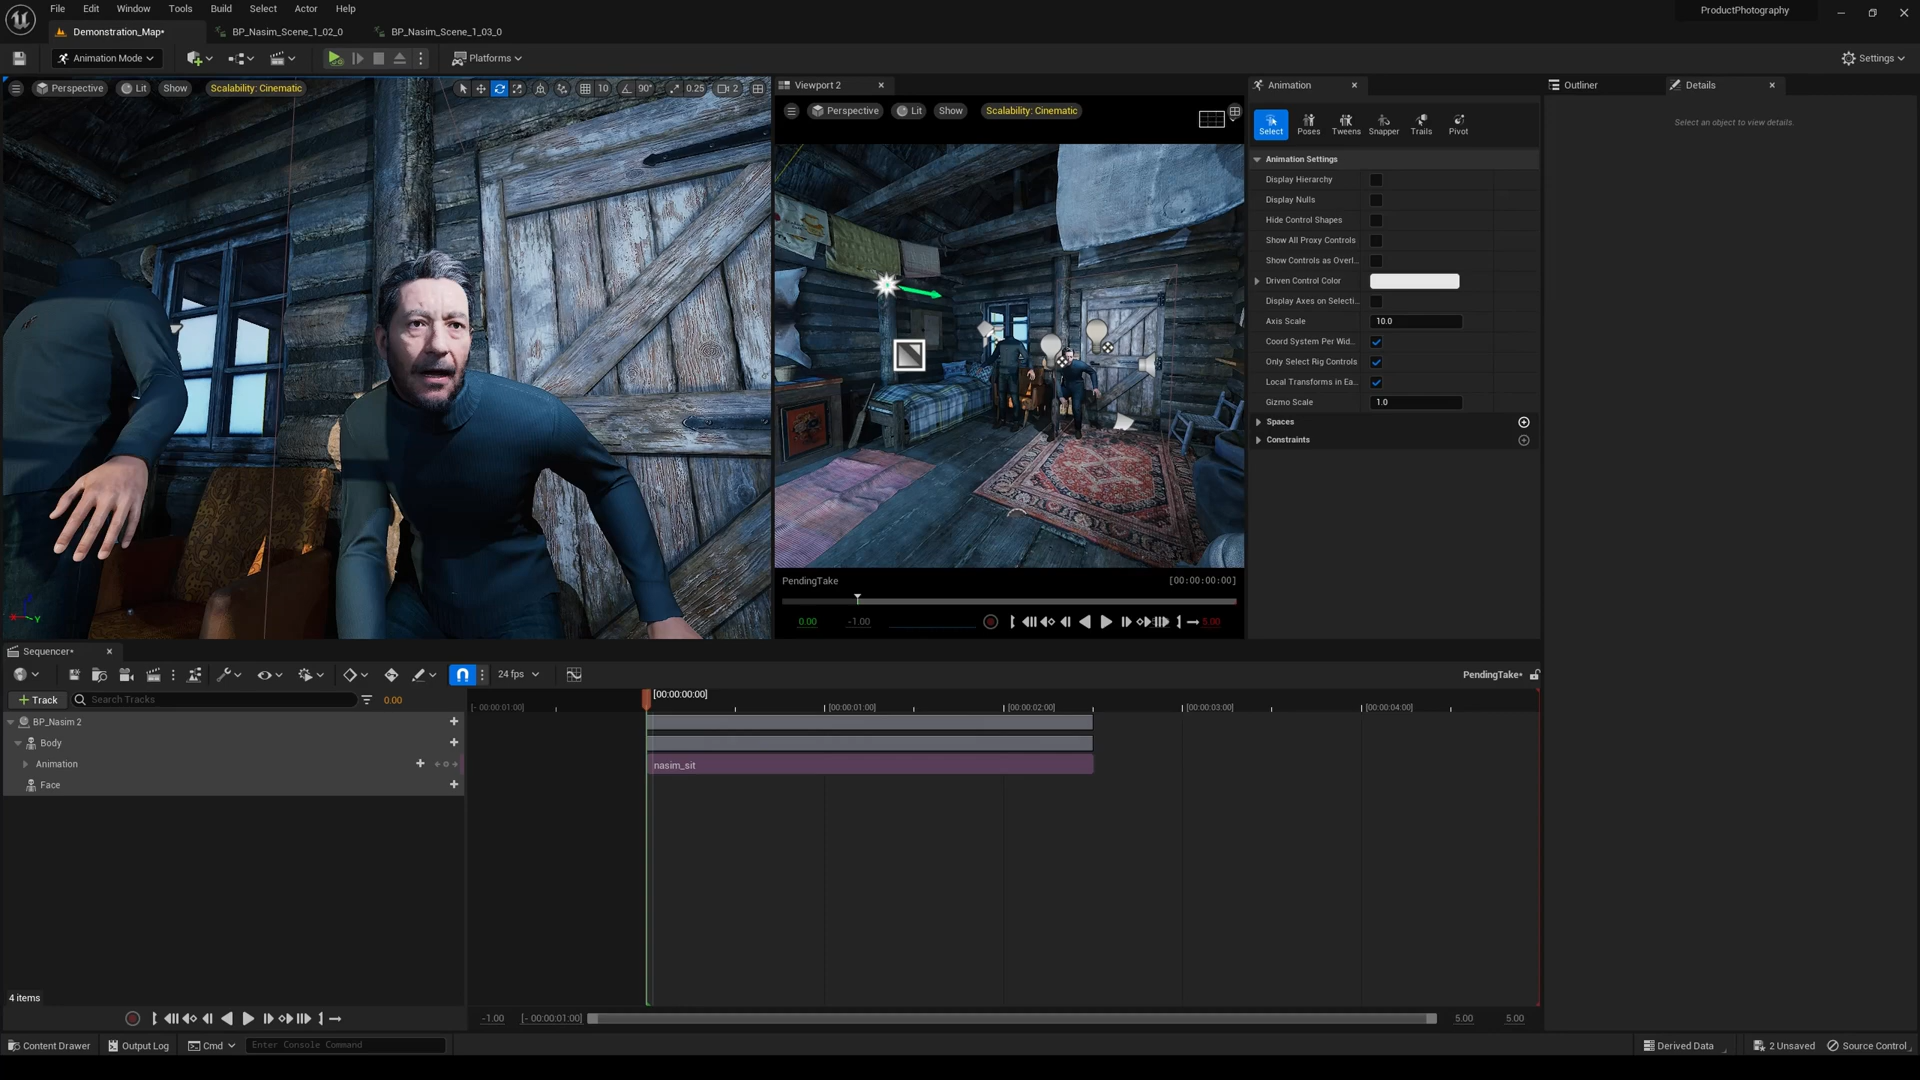 File Edit Window Tools Build Select Actor Help
ProductPhotography
Demonstration_Map•
BP_Nasim_Scene_1_02_0
BP_Nasim_Scene_1_03_0
Animation Mode
Platforms
Settings
Perspective Lit Show Scalability: Cinematic
10 90° 0.25 2
Viewport 2
Perspective Lit Show Scalability: Cinematic
PendingTake [00:00:00:00]
0.00 -1.00 5.00
Animation
Select Poses Tweens Snapper Trails Pivot
Animation Settings
Display Hierarchy
Display Nulls
Hide Control Shapes
Show All Proxy Controls
Show Controls as Overl...
Driven Control Color
Display Axes on Selecti...
Axis Scale 10.0
Coord System Per Wid...
Only Select Rig Controls
Local Transforms in Ea...
Gizmo Scale 1.0
Spaces
Constraints
Outliner
Details
Select an object to view details.
Sequencer•
24 fps
PendingTake•
Track Search Tracks 0.00
[00:00:00:00]
[- 00:00:01:00] [00:00:01:00] [00:00:02:00] [00:00:03:00] [00:00:04:00]
BP_Nasim 2
Body
Animation
nasim_sit
Face
4 items
-1.00 [- 00:00:01:00] 5.00 5.00
Content Drawer Output Log Cmd Enter Console Command
Derived Data 2 Unsaved Source Control